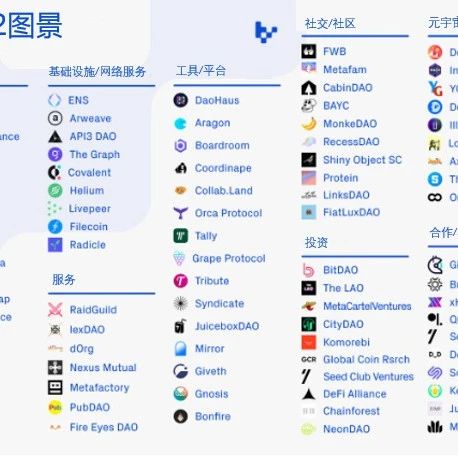 2图景
ance
a
ap
ce
基础设施/网络服务
ENS
Arweave
API3 DAO
The Graph
Covalent
Helium
Livepeer
Filecoin
Radicle
服务
RaidGuild
lexDAO
dOrg
Nexus Mutual
Metafactory
PubDAO
Fire Eyes DAO
工具/平台
DaoHaus
Aragon
Boardroom
Coordinape
Collab.Land
Orca Protocol
Tally
Grape Protocol
Tribute
Syndicate
JuiceboxDAO
Mirror
Giveth
Gnosis
Bonfire
社交/社区
FWB
Metafam
CabinDAO
BAYC
MonkeDAO
RecessDAO
Shiny Object SC
Protein
LinksDAO
FiatLuxDAO
投资
BitDAO
The LAO
MetaCartelVentures
CityDAO
Komorebi
GCR Global Coin Rsrch
Seed Club Ventures
DeFi Alliance
Chainforest
NeonDAO
元宇宙
合作/